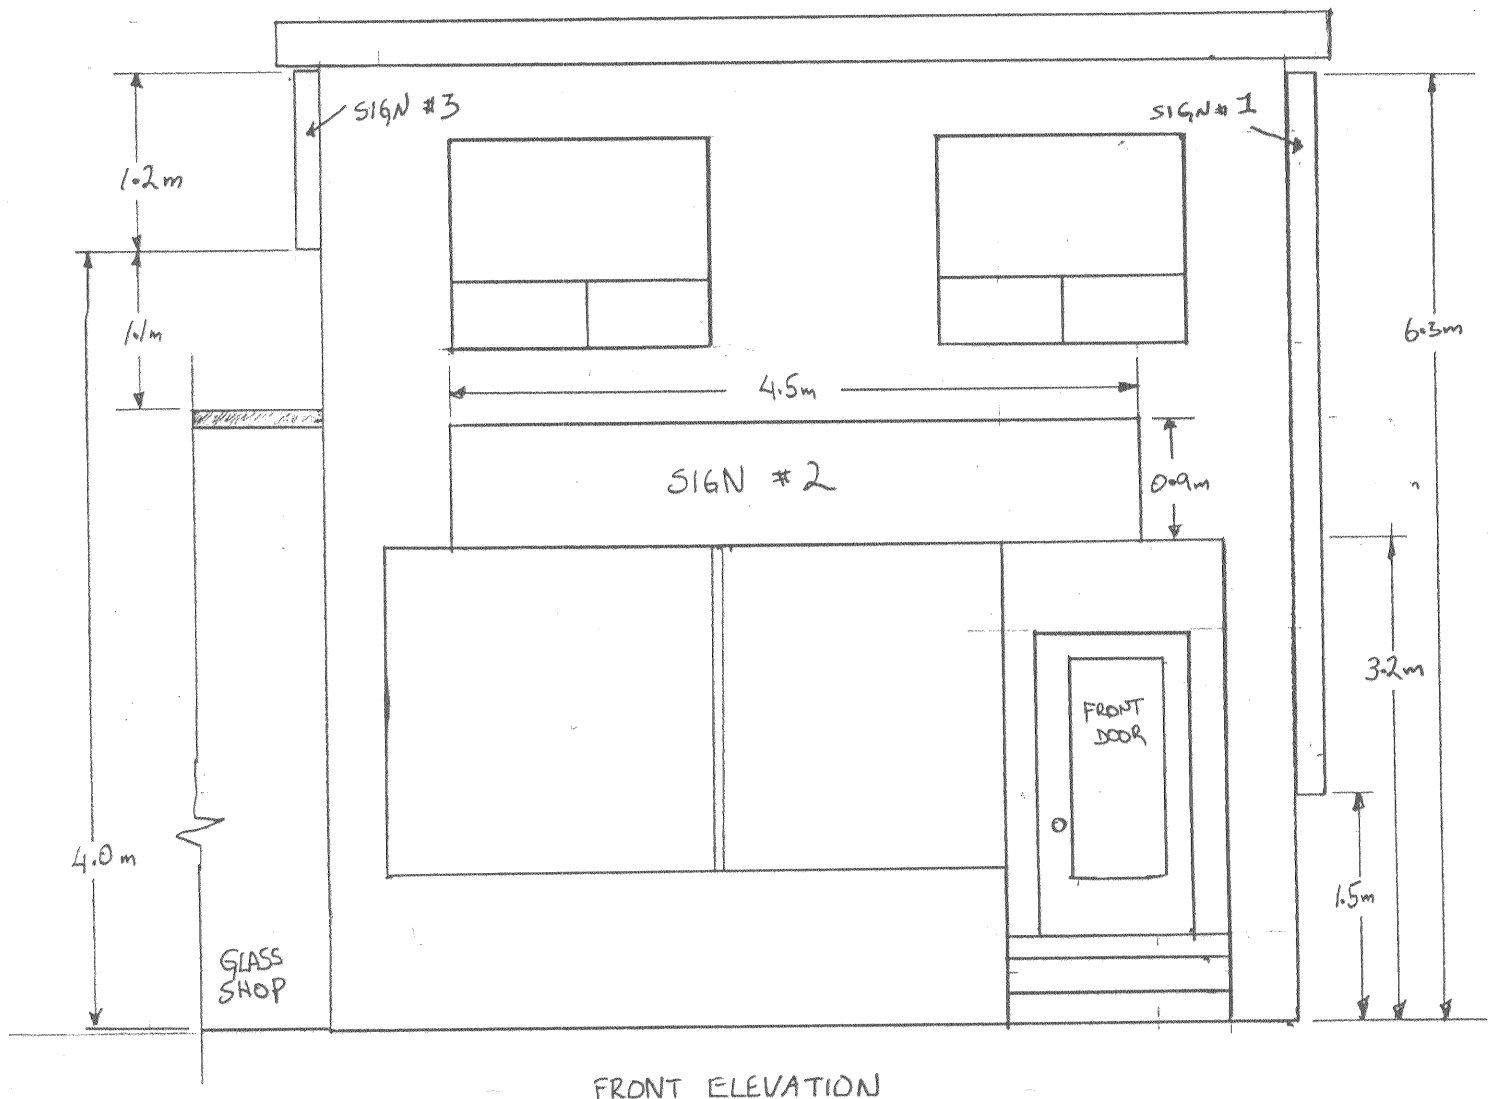 SIGN #3
SIGN #1
1.2m
6.3m
1.1m
4.5m
SIGN #2
0.9m
3.2m
FRONT
DOOR
4.0m
1.5m
GLASS
SHOP
FRONT ELEVATION